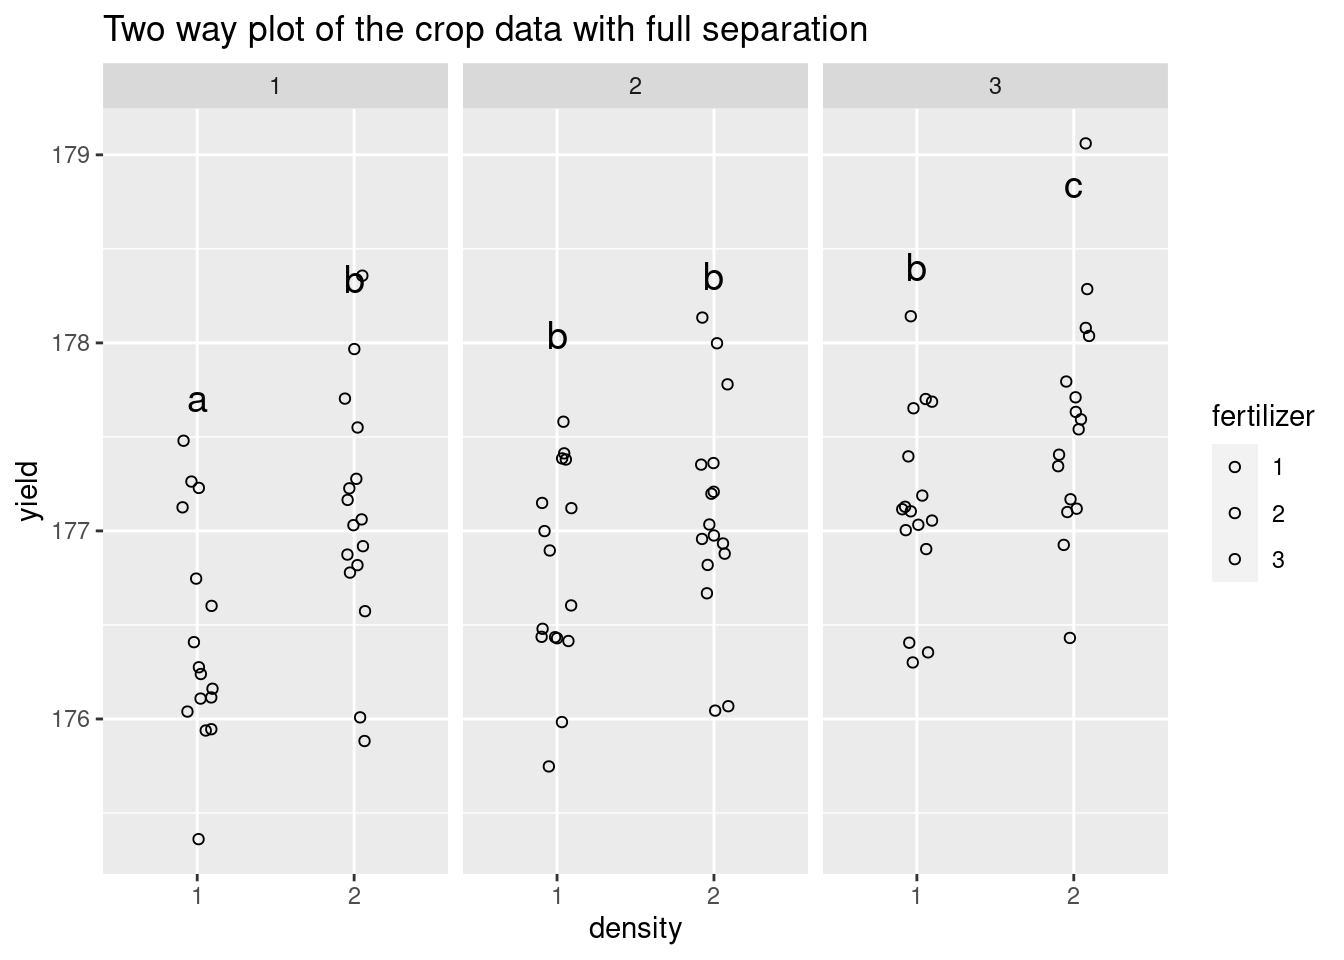 Two way plot of the crop data with full separation
1 2 3
179
178
177
176
yield
a b
b b
b c
1 2 1 2 1 2
density
fertilizer
1
2
3